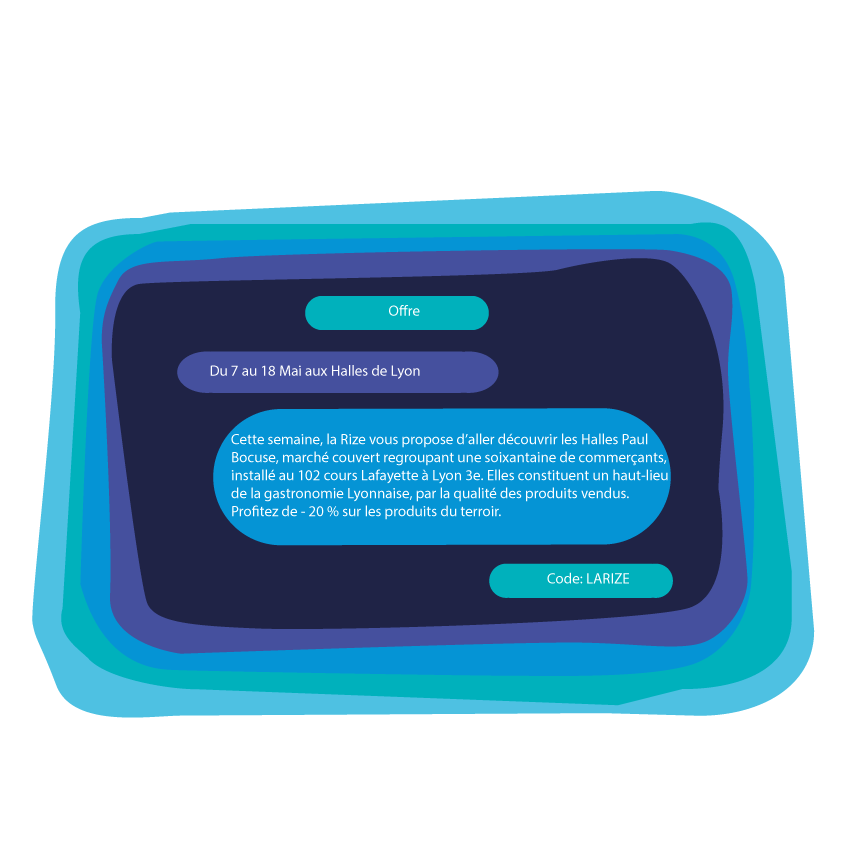 Offre
Du 7 au 18 Mai aux Halles de Lyon
Cette semaine, la Rize vous propose d’aller découvrir les Halles Paul
Bocuse, marché couvert regroupant une soixantaine de commerçants,
installé au 102 cours Lafayette à Lyon 3e. Elles constituent un haut-lieu
de la gastronomie Lyonnaise, par la qualité des produits vendus.
Profitez de - 20 % sur les produits du terroir.
Code: LARIZE